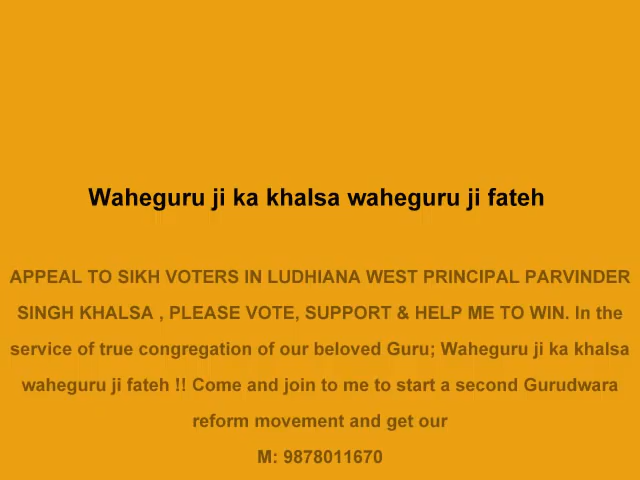 Waheguru ji ka khalsa waheguru ji fateh
APPEAL TO SIKH VOTERS IN LUDHIANA WEST PRINCIPAL PARVINDER
SINGH KHALSA , PLEASE VOTE, SUPPORT & HELP ME TO WIN. In the
service of true congregation of our beloved Guru; Waheguru ji ka khalsa
waheguru ji fateh !! Come and join to me to start a second Gurudwara
reform movement and get our
M: 9878011670